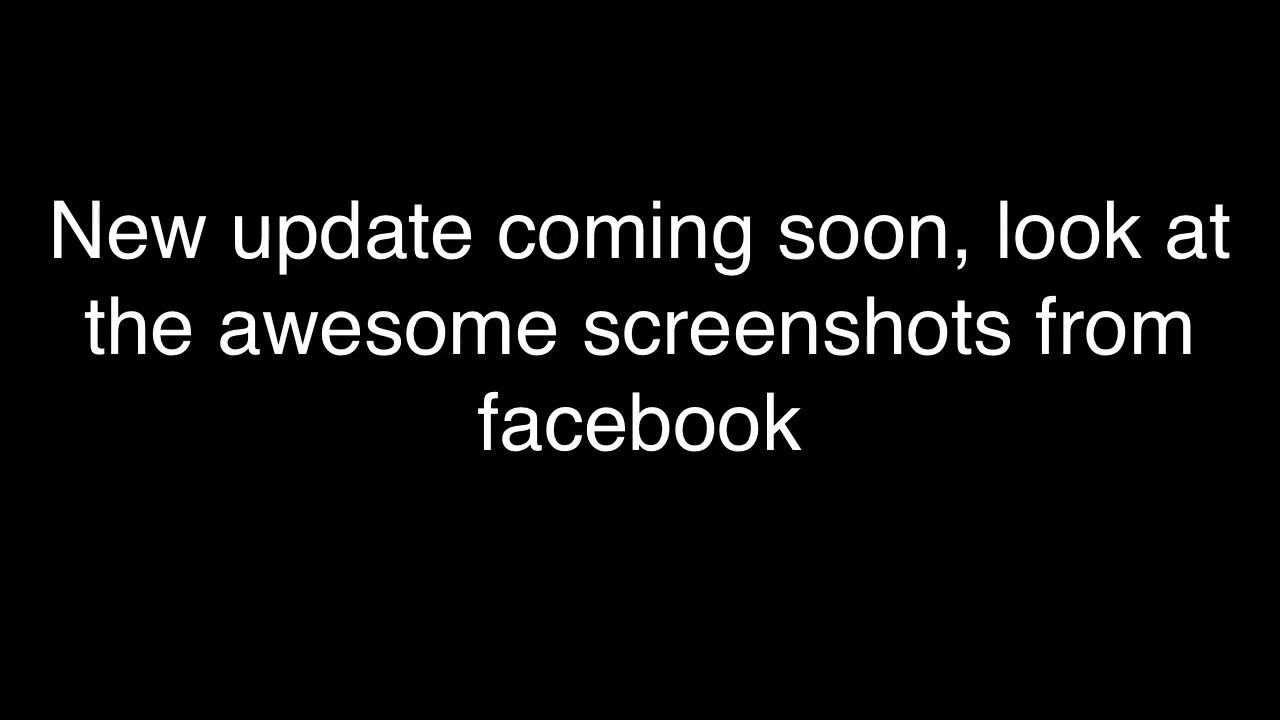 New update coming soon, look at
the awesome screenshots from
facebook